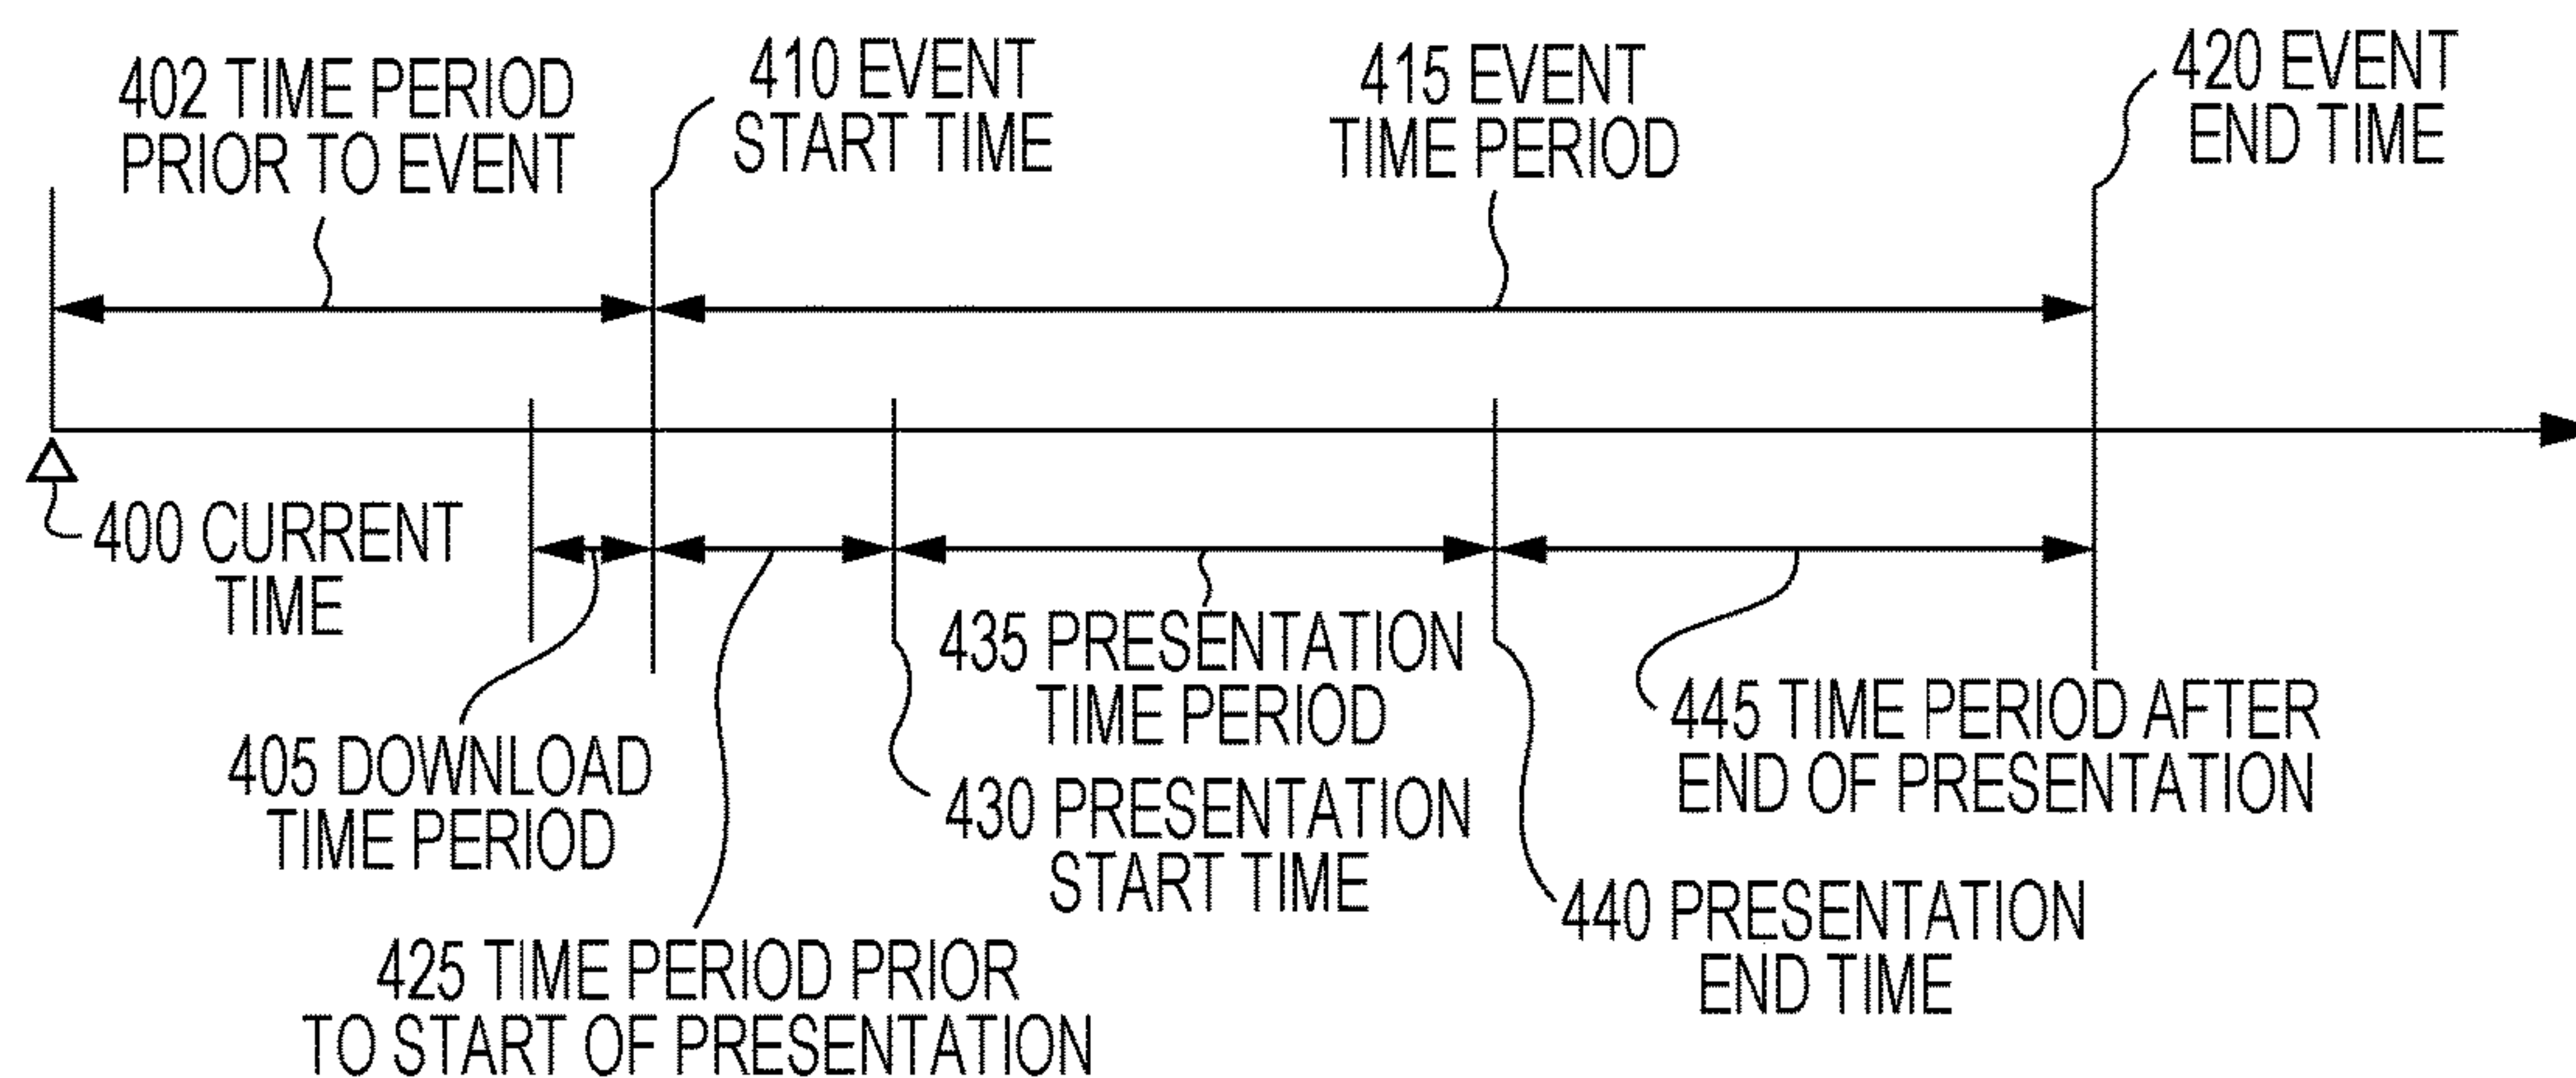 402 TIME PERIOD
PRIOR TO EVENT
410 EVENT
START TIME
415 EVENT
TIME PERIOD
420 EVENT
END TIME
400 CURRENT
TIME
405 DOWNLOAD
TIME PERIOD
425 TIME PERIOD PRIOR
TO START OF PRESENTATION
435 PRESENTATION
TIME PERIOD
430 PRESENTATION
START TIME
445 TIME PERIOD AFTER
END OF PRESENTATION
440 PRESENTATION
END TIME